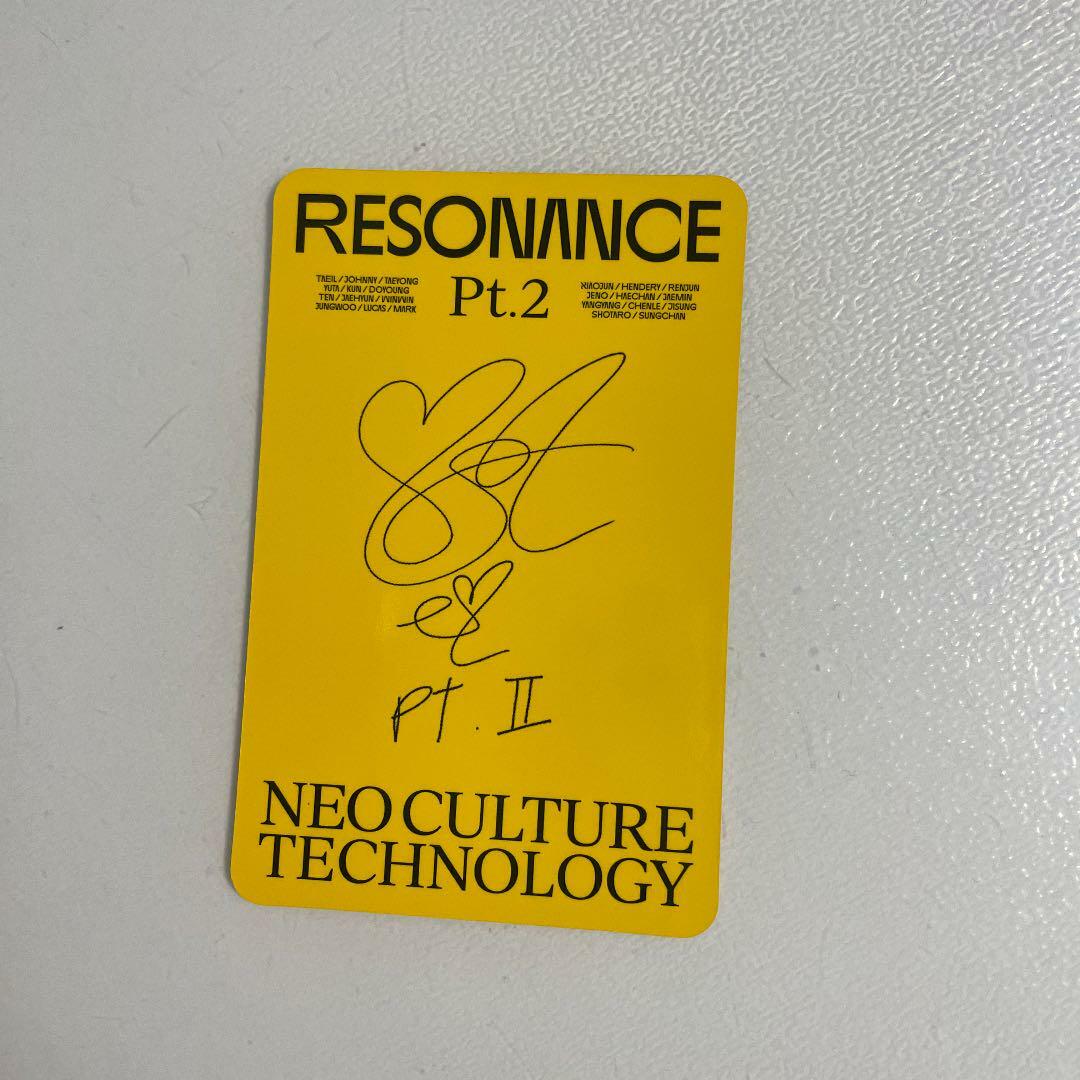 RESONANCE
TAEIL / JOHNNY / TAEYONG
YUTA / KUN / DOYOUNG
TEN / JAEHYUN / WINWIN
JUNGWOO / LUCAS / MARK
Pt.2
XIAOJUN / HENDERY / RENJUN
JENO / HAECHAN / JAEMIN
YANGYANG / CHENLE / JISUNG
SHOTARO / SUNGCHAN
Pt. II
NEO CULTURE
TECHNOLOGY